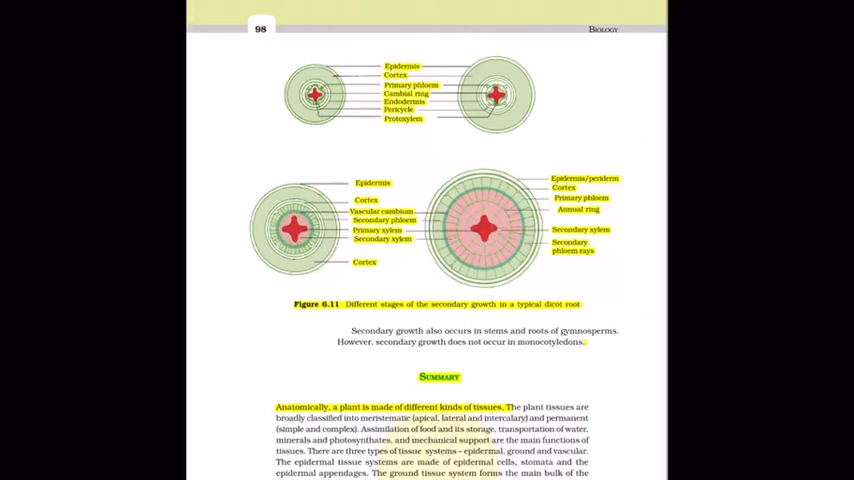 98
BIOLOGY
Epidermis
Cortex
Primary phloem
Cambial ring
Endodermis
Pericycle
Protoxylem
Epidermis
Cortex
Vascular cambium
Secondary phloem
Primary xylem
Secondary xylem
Cortex
Epidermis/periderm
Cortex
Primary phloem
Annual ring
Secondary xylem
Secondary
phloem rays
Figure 6.11 Different stages of the secondary growth in a typical dicot root
Secondary growth also occurs in stems and roots of gymnosperms.
However, secondary growth does not occur in monocotyledons.
SUMMARY
Anatomically, a plant is made of different kinds of tissues. The plant tissues are
broadly classified into meristematic (apical, lateral and intercalary) and permanent
(simple and complex). Assimilation of food and its storage, transportation of water,
minerals and photosynthates, and mechanical support are the main functions of
tissues. There are three types of tissue systems – epidermal, ground and vascular.
The epidermal tissue systems are made of epidermal cells, stomata and the
epidermal appendages. The ground tissue system forms the main bulk of the